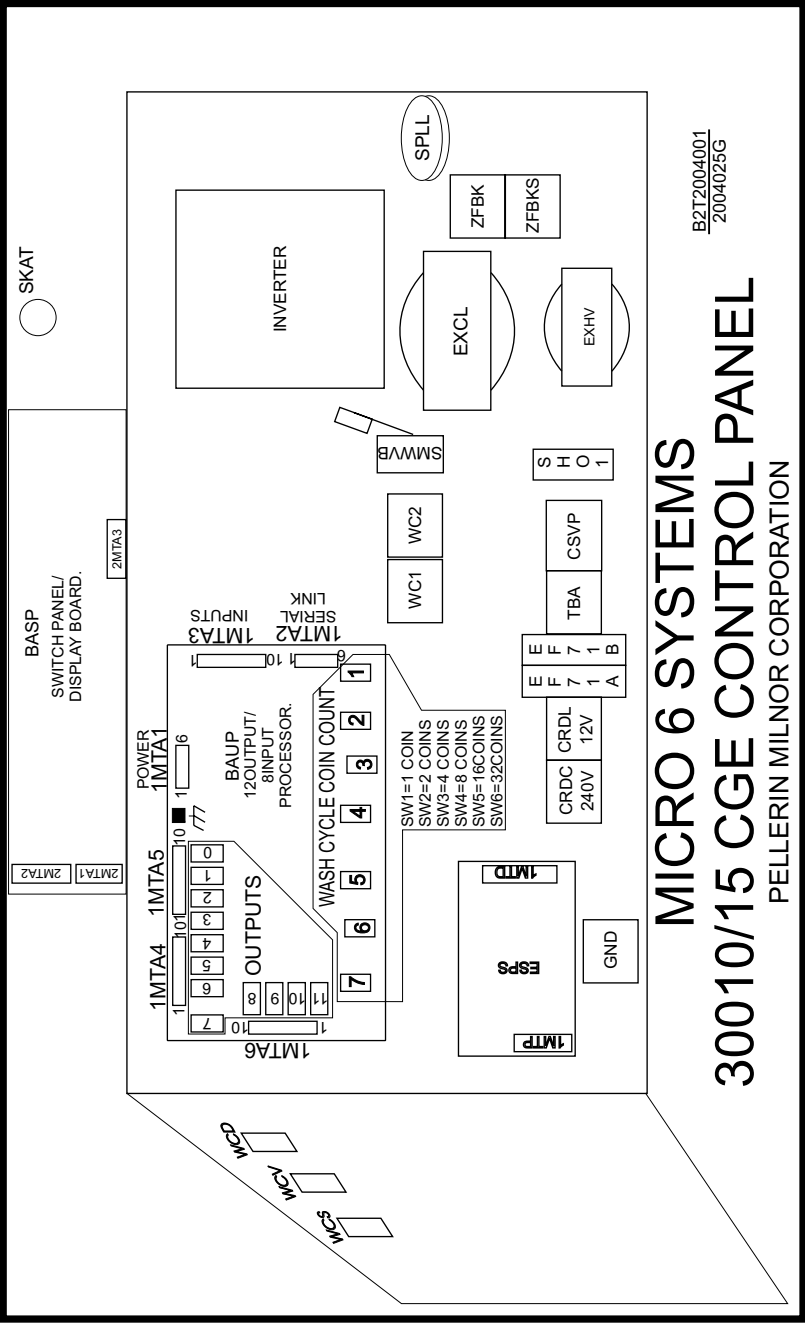 SKAT
BASP
SWITCH PANEL/
DISPLAY BOARD.
2MTA3
2MTA1
2MTA2
INVERTER
SPLL
ZFBK
ZFBKS
EXCL
EXHV
SMWVB
WC1
WC2
SHO1
CSVP
TBA
EF71B
EF71A
CRDL
12V
CRDC
240V
POWER
1MTA1
1
6
1MTA3
INPUTS
1
10
1MTA2
SERIAL
LINK
1
6
BAUP
12OUTPUT/
8INPUT
PROCESSOR.
1MTA4
1
10
1MTA5
1
10
0
1
2
3
4
5
6
7
8
9
10
11
OUTPUTS
1MTA6
10
1
WASH CYCLE COIN COUNT
7
6
5
4
3
2
1
SW1=1 COIN
SW2=2 COINS
SW3=4 COINS
SW4=8 COINS
SW5=16COINS
SW6=32COINS
ESPS
1MTD
1MTP
GND
WCD
WCV
WCS
MICRO 6 SYSTEMS
30010/15 CGE CONTROL PANEL
PELLERIN MILNOR CORPORATION
B2T2004001
2004025G